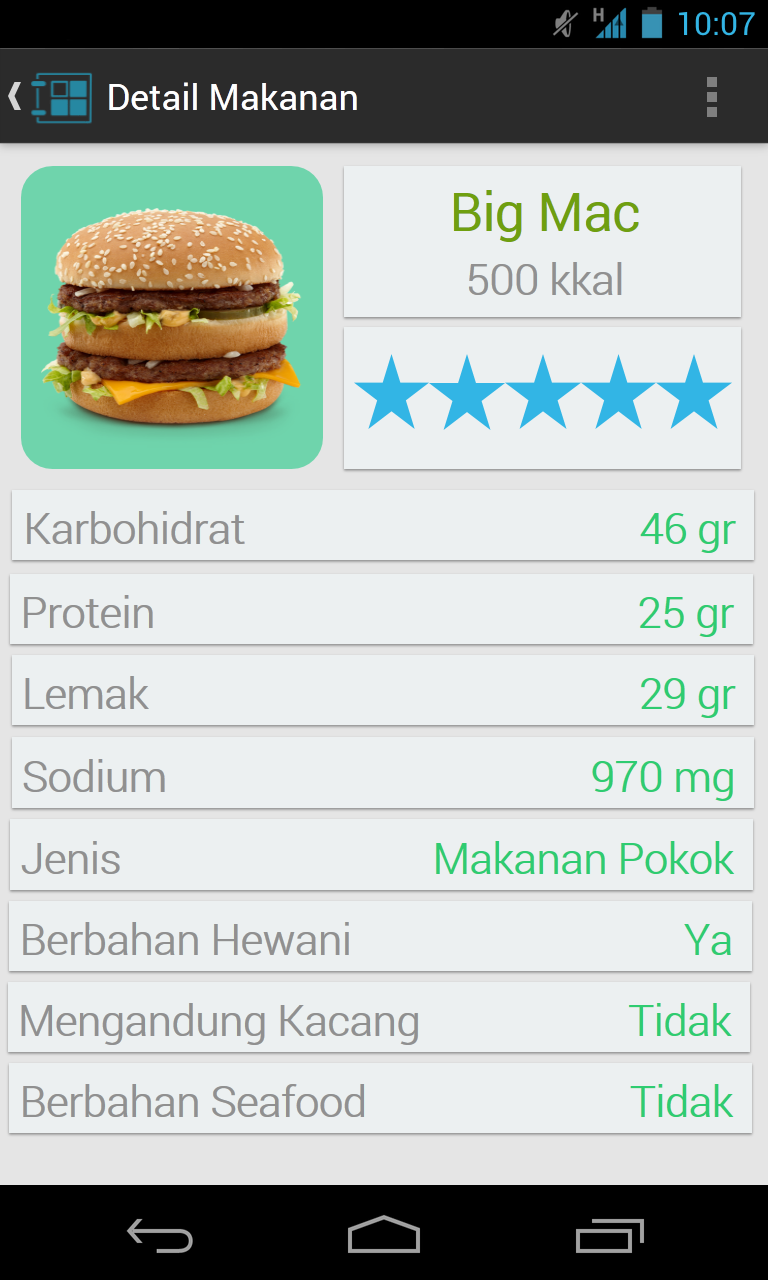 H 10:07
Detail Makanan
Big Mac
500 kkal
Karbohidrat 46 gr
Protein 25 gr
Lemak 29 gr
Sodium 970 mg
Jenis Makanan Pokok
Berbahan Hewani Ya
Mengandung Kacang Tidak
Berbahan Seafood Tidak